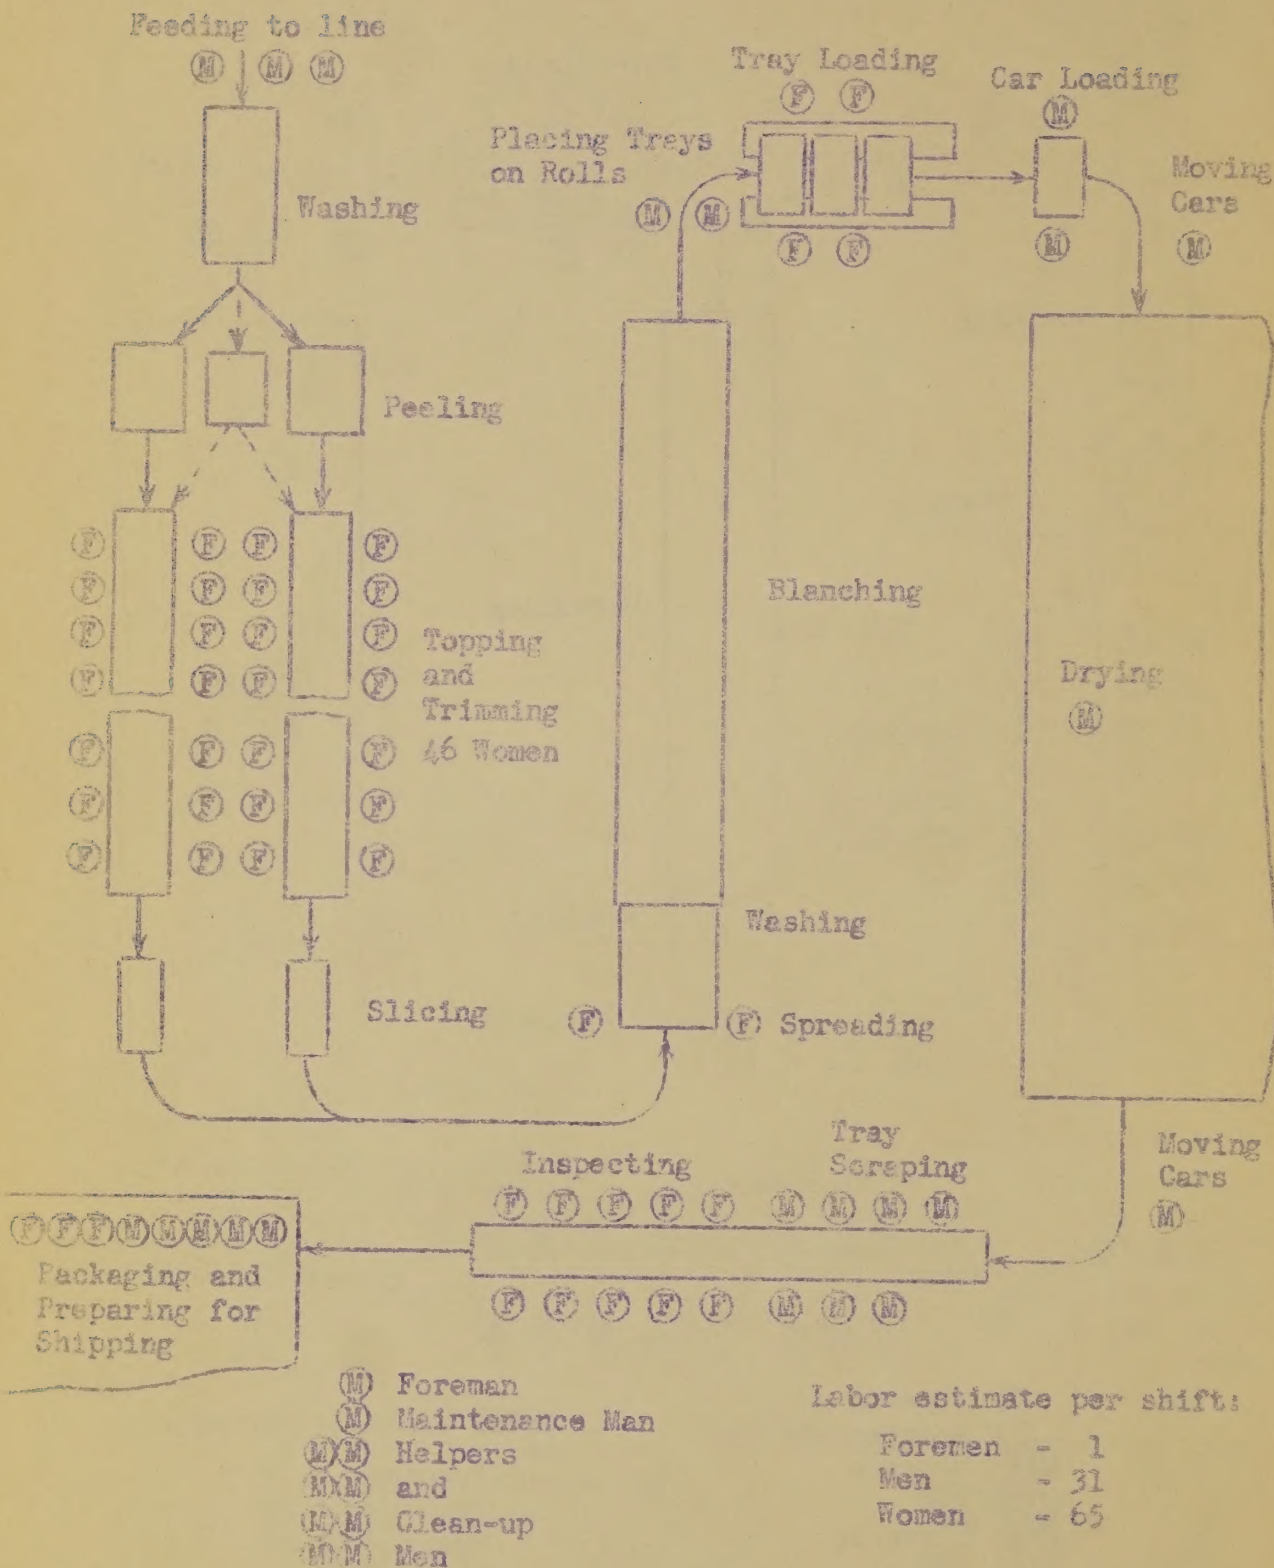 Feeding to line
M M M
Washing
Peeling
F F F F
F F F F
F F F F
F F F F
Topping
and
Trimming
46 Women
F F F F
F F F F
F F F F
Slicing
Placing Trays
on Rolls
M M
Tray Loading
F F
F F
Car Loading
M
M
Moving
Cars
M
Blanching
Washing
F F Spreading
Drying
M
Moving
Cars
M
Tray
Scraping
Inspecting
F F F F F M M M M
F F F F F M M M
F F F M M M M M
Packaging and
Preparing for
Shipping
M Foreman
M Maintenance Man
M M Helpers
M M and
M M Clean-up
M M Men
Labor estimate per shift:
Foremen - 1
Men - 31
Women - 65